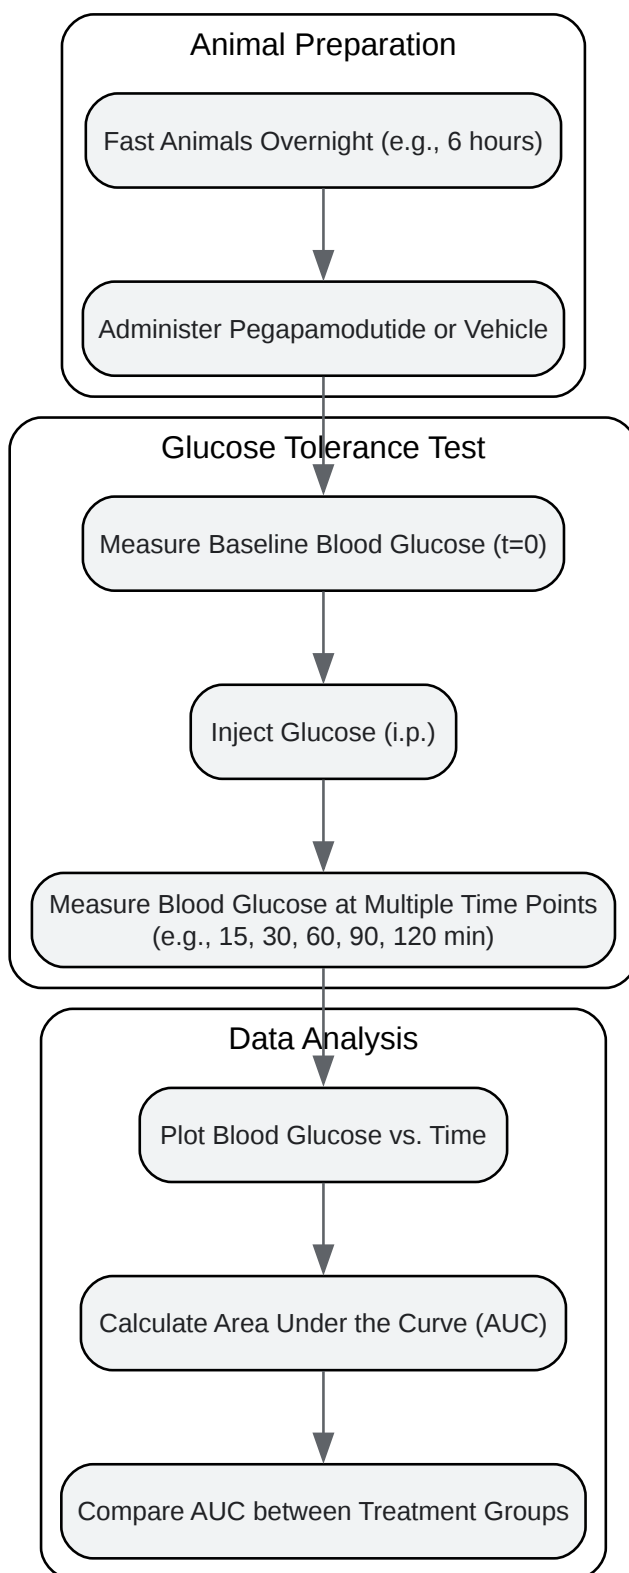 Animal Preparation
Fast Animals Overnight (e.g., 6 hours)
Administer Pegapamodutide or Vehicle
Glucose Tolerance Test
Measure Baseline Blood Glucose (t=0)
Inject Glucose (i.p.)
Measure Blood Glucose at Multiple Time Points
(e.g., 15, 30, 60, 90, 120 min)
Data Analysis
Plot Blood Glucose vs. Time
Calculate Area Under the Curve (AUC)
Compare AUC between Treatment Groups